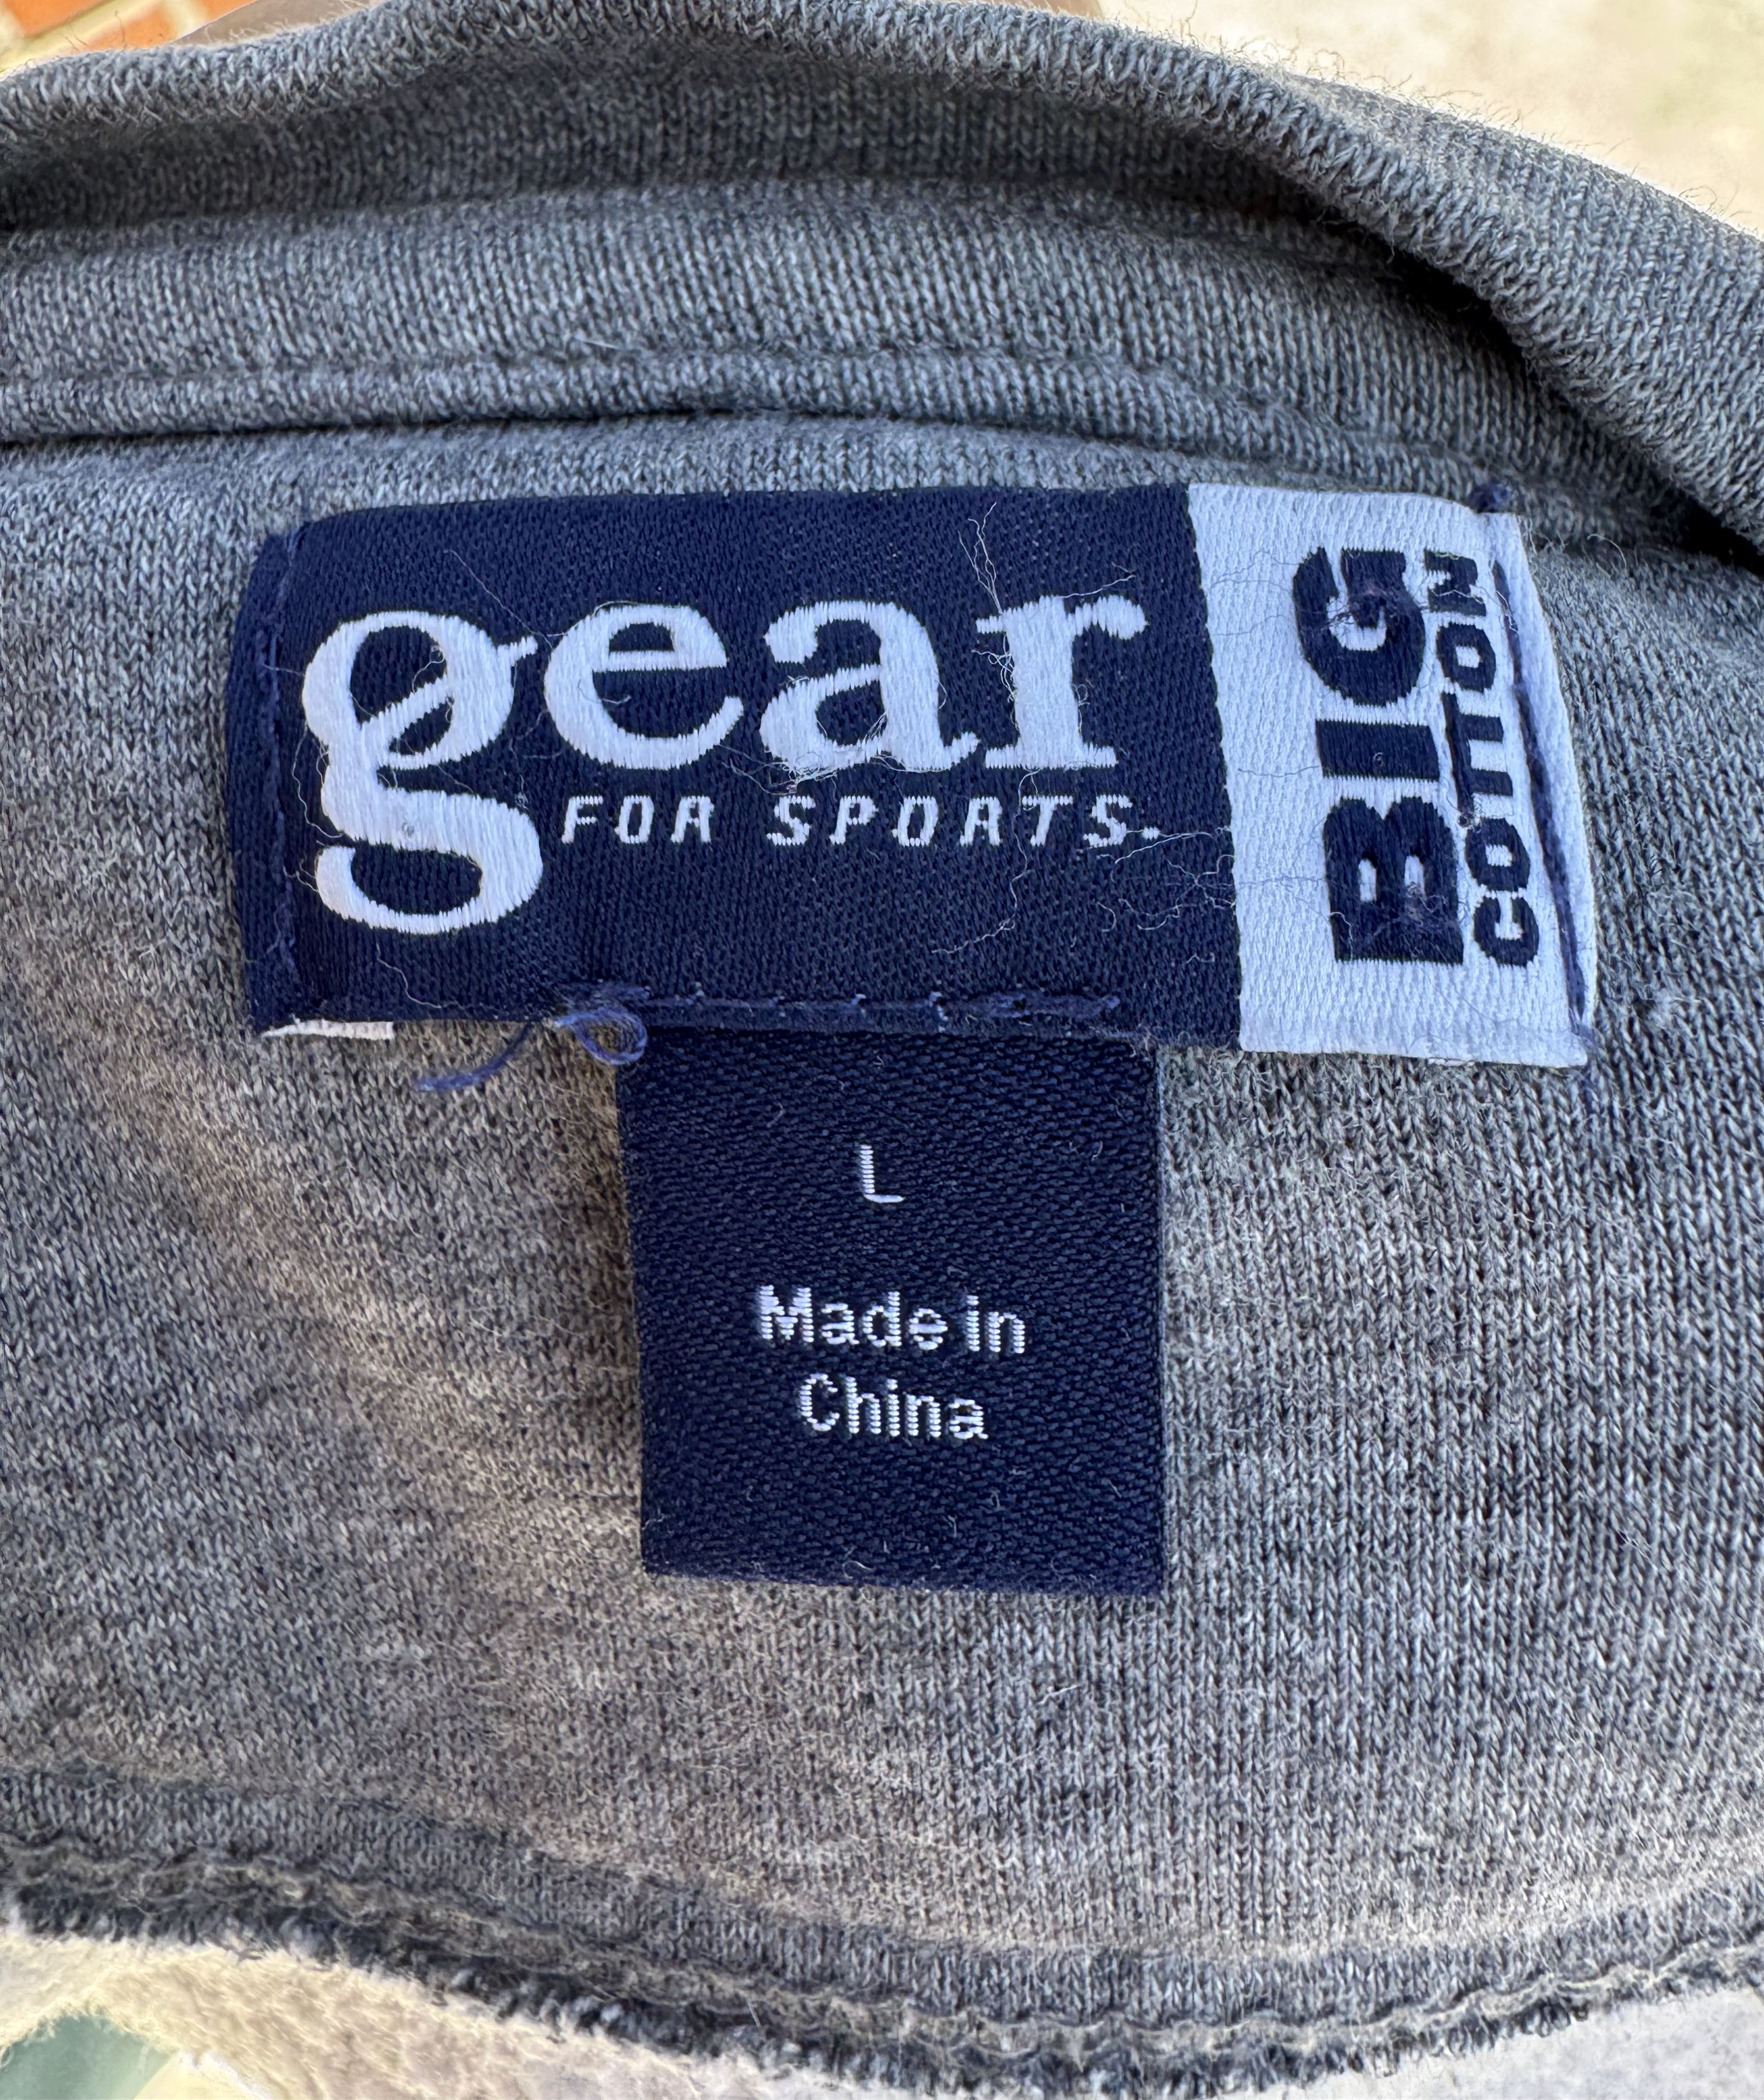 gear
FOR SPORTS.
BIG
COTTON
L
Made in
China